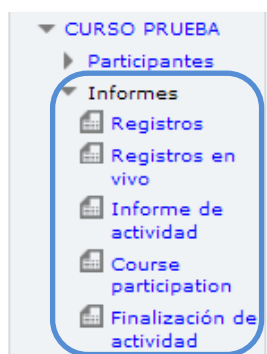 CURSO PRUEBA
Participantes
Informes
Registros
Registros en
vivo
Informe de
actividad
Course
participation
Finalización de
actividad